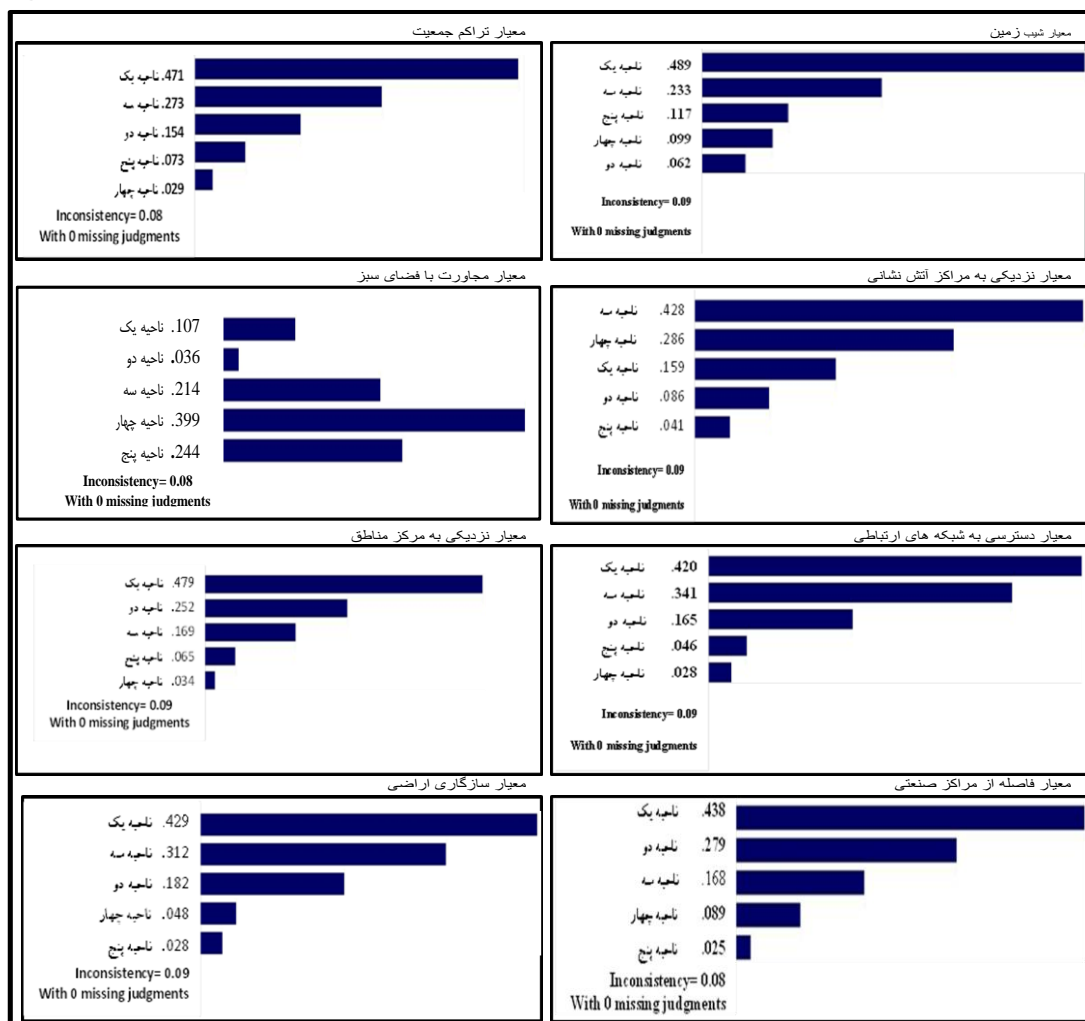 معیار شیب زمین
ناحیه یک .489
ناحیه سه .233
ناحیه پنج .117
ناحیه چهار .099
ناحیه دو .062
Inconsistency= 0.09
With 0 missing judgments
معیار تراکم جمعیت
ناحیه یک .471
ناحیه سه .273
ناحیه دو .154
ناحیه پنج .073
ناحیه چهار .029
Inconsistency= 0.08
With 0 missing judgments
معیار نزدیکی به مراکز آتش نشانی
ناحیه سه .428
ناحیه چهار .286
ناحیه یک .159
ناحیه دو .086
ناحیه پنج .041
Inconsistency= 0.09
With 0 missing judgments
معیار مجاورت با فضای سبز
ناحیه یک .107
ناحیه دو .036
ناحیه سه .214
ناحیه چهار .399
ناحیه پنج .244
Inconsistency= 0.08
With 0 missing judgments
معیار دسترسی به شبکه های ارتباطی
ناحیه یک .420
ناحیه سه .341
ناحیه دو .165
ناحیه پنج .046
ناحیه چهار .028
Inconsistency= 0.09
With 0 missing judgments
معیار نزدیکی به مرکز مناطق
ناحیه یک .479
ناحیه دو .252
ناحیه سه .169
ناحیه پنج .065
ناحیه چهار .034
Inconsistency= 0.09
With 0 missing judgments
معیار فاصله از مراکز صنعتی
ناحیه یک .438
ناحیه دو .279
ناحیه سه .168
ناحیه چهار .089
ناحیه پنج .025
Inconsistency= 0.08
With 0 missing judgments
معیار سازگاری اراضی
ناحیه یک .429
ناحیه سه .312
ناحیه دو .182
ناحیه چهار .048
ناحیه پنج .028
Inconsistency= 0.09
With 0 missing judgments